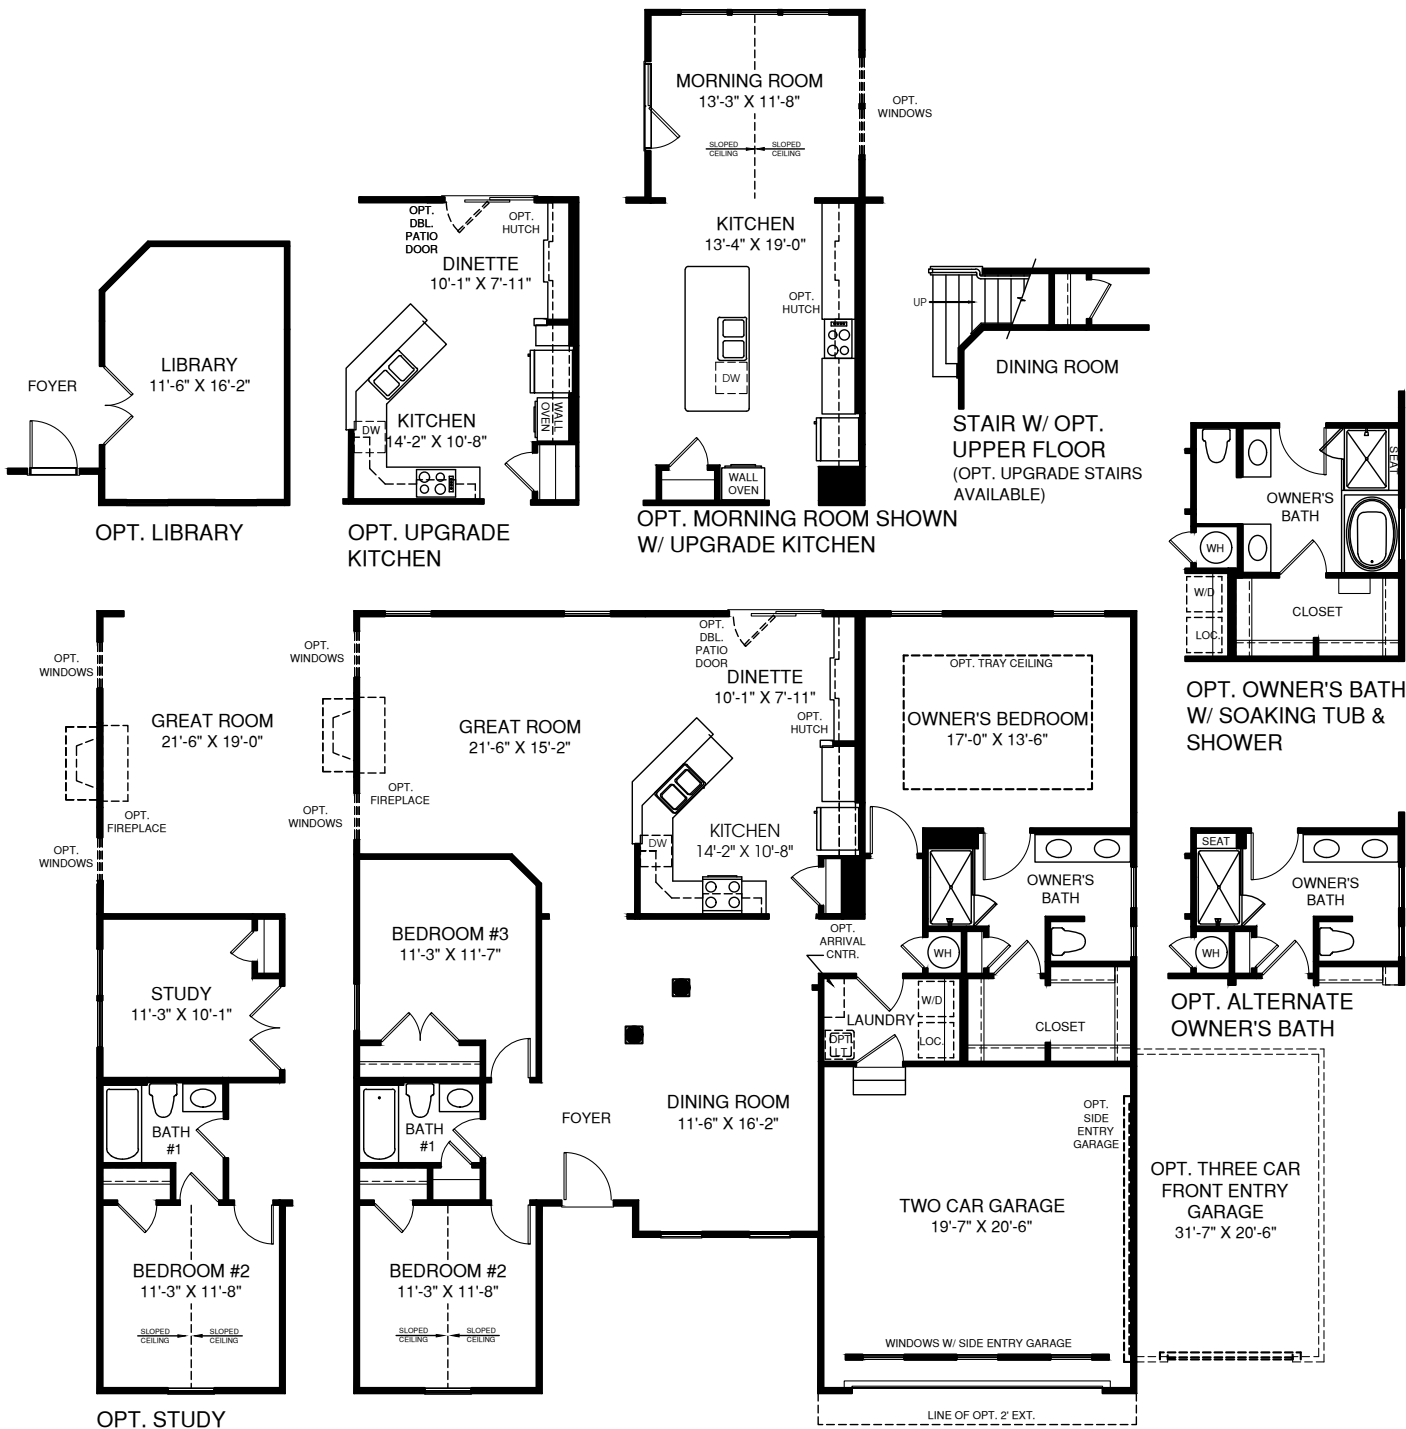 MORNING ROOM
13'-3" X 11'-8"
OPT.
WINDOWS
SLOPED
CEILING
SLOPED
CEILING
KITCHEN
13'-4" X 19'-0"
OPT.
HUTCH
DW
WALL
OVEN
OPT. MORNING ROOM SHOWN
W/ UPGRADE KITCHEN
FOYER
LIBRARY
11'-6" X 16'-2"
OPT. LIBRARY
OPT.
DBL.
PATIO
DOOR
OPT.
HUTCH
DINETTE
10'-1" X 7'-11"
DW
KITCHEN
14'-2" X 10'-8"
WALL
OVEN
OPT. UPGRADE
KITCHEN
UP
DINING ROOM
STAIR W/ OPT.
UPPER FLOOR
(OPT. UPGRADE STAIRS
AVAILABLE)
SEAT
OWNER'S
BATH
WH
W/D
LOC.
CLOSET
OPT. OWNER'S BATH
W/ SOAKING TUB &
SHOWER
OPT.
WINDOWS
GREAT ROOM
21'-6" X 19'-0"
OPT.
FIREPLACE
OPT.
WINDOWS
STUDY
11'-3" X 10'-1"
BATH
#1
BEDROOM #2
11'-3" X 11'-8"
SLOPED
CEILING
SLOPED
CEILING
OPT. STUDY
OPT.
WINDOWS
GREAT ROOM
21'-6" X 15'-2"
OPT.
FIREPLACE
OPT.
WINDOWS
OPT.
DBL.
PATIO
DOOR
DINETTE
10'-1" X 7'-11"
OPT.
HUTCH
KITCHEN
14'-2" X 10'-8"
DW
OPT. TRAY CEILING
OWNER'S BEDROOM
17'-0" X 13'-6"
OWNER'S
BATH
BEDROOM #3
11'-3" X 11'-7"
OPT.
ARRIVAL
CNTR.
WH
LAUNDRY
W/D
LOC.
OPT.
L.T.
CLOSET
BATH
#1
FOYER
DINING ROOM
11'-6" X 16'-2"
BEDROOM #2
11'-3" X 11'-8"
SLOPED
CEILING
SLOPED
CEILING
OPT.
SIDE
ENTRY
GARAGE
TWO CAR GARAGE
19'-7" X 20'-6"
WINDOWS W/ SIDE ENTRY GARAGE
LINE OF OPT. 2' EXT.
OPT. THREE CAR
FRONT ENTRY
GARAGE
31'-7" X 20'-6"
SEAT
OWNER'S
BATH
WH
OPT. ALTERNATE
OWNER'S BATH